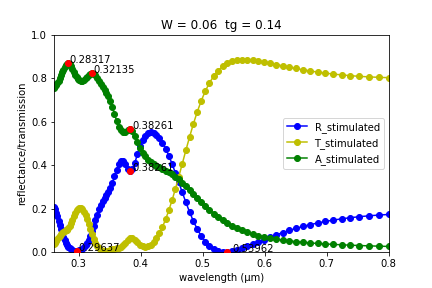 W = 0.06 tg = 0.14
reflectance/transmission
1.0
0.8
0.6
0.4
0.2
0.0
0.28317
0.32135
0.38261
0.38261
0.29637
R_stimulated
T_stimulated
A_stimulated
0.3
0.4
0.5
0.6
0.7
0.8
wavelength (μm)